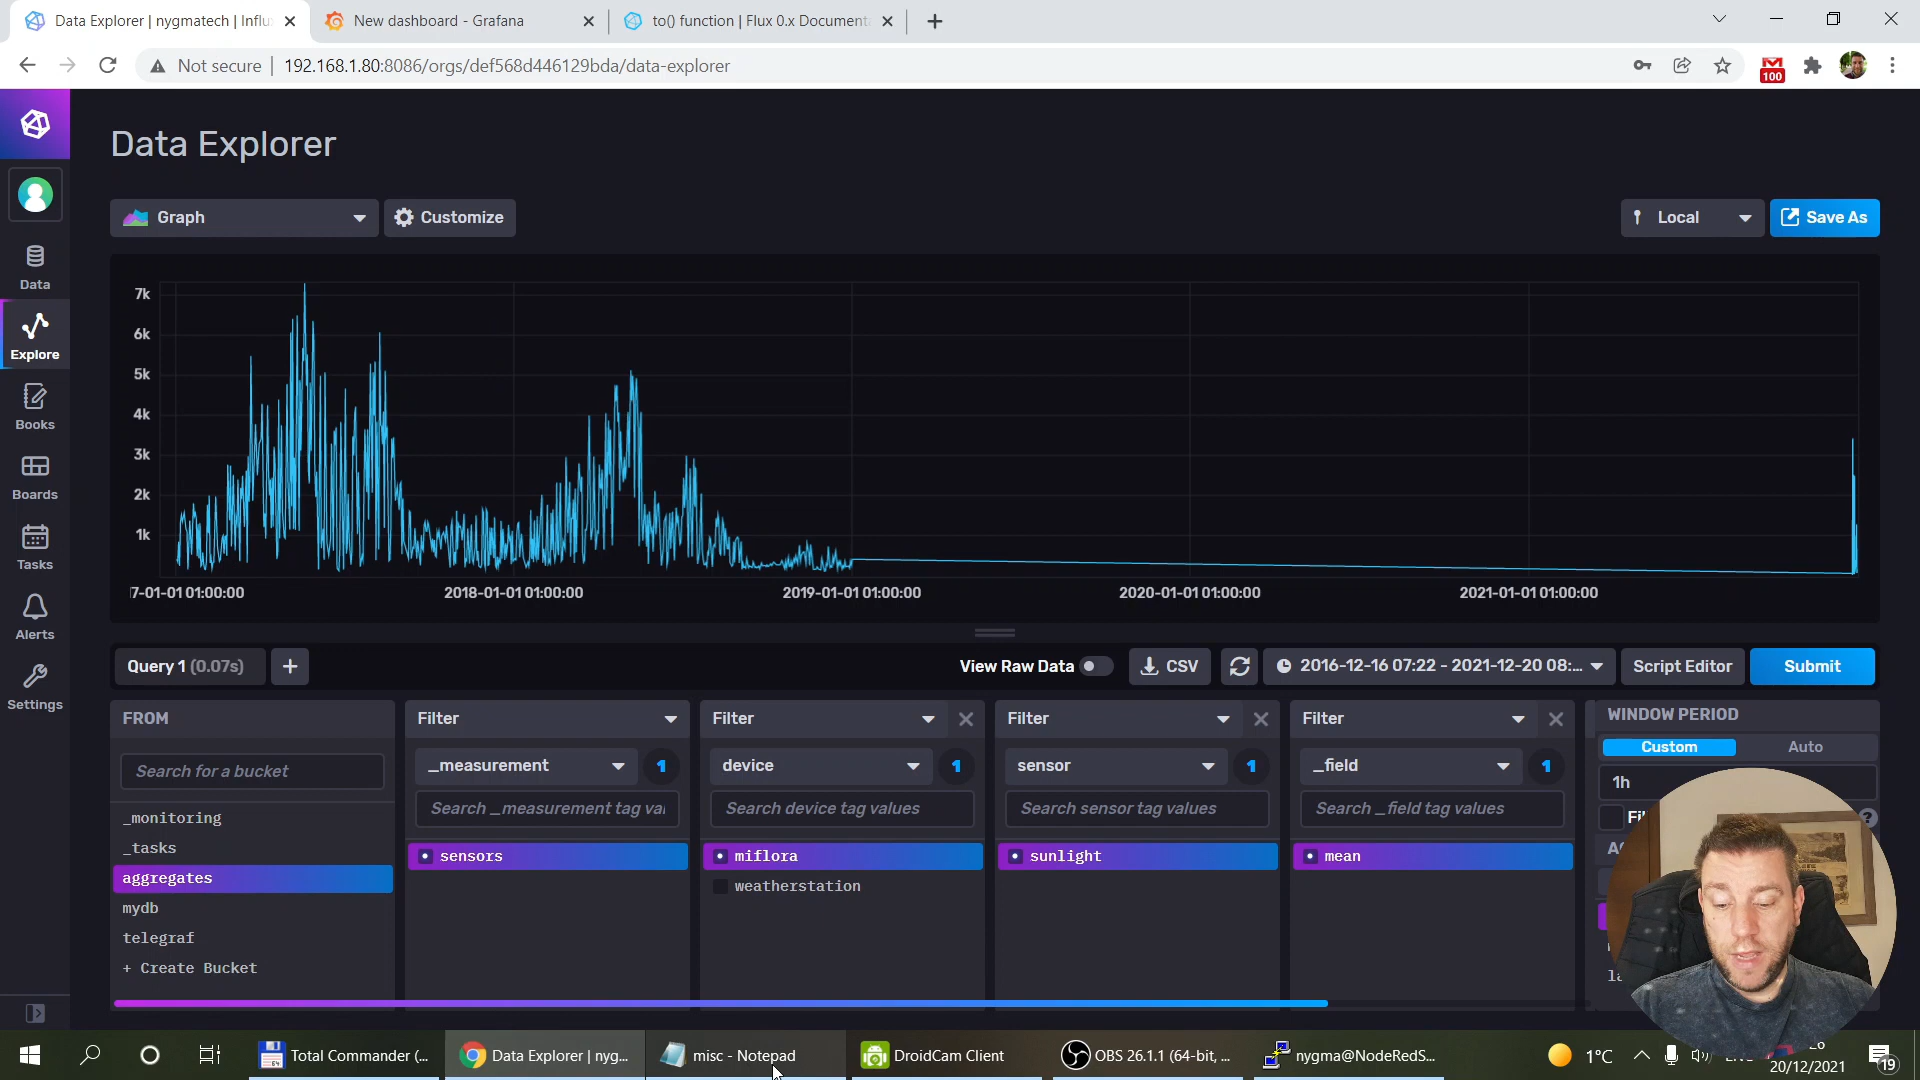 Data Explorer | nygmatech | Influ
New dashboard - Grafana
to() function | Flux 0.x Documenta
Not secure
192.168.1.80:8086/orgs/def568d446129bda/data-explorer
100
Data Explorer
Graph
Customize
Local
Save As
Data
Explore
Books
Boards
Tasks
Alerts
Settings
7k
6k
5k
4k
3k
2k
1k
7-01-01 01:00:00
2018-01-01 01:00:00
2019-01-01 01:00:00
2020-01-01 01:00:00
2021-01-01 01:00:00
Query 1 (0.07s)
View Raw Data
CSV
2016-12-16 07:22 - 2021-12-20 08:...
Script Editor
Submit
FROM
Search for a bucket
_monitoring
_tasks
aggregates
mydb
telegraf
+ Create Bucket
Filter
_measurement
1
Search _measurement tag val
sensors
Filter
device
1
Search device tag values
miflora
weatherstation
Filter
sensor
1
Search sensor tag values
sunlight
Filter
_field
1
Search _field tag values
mean
WINDOW PERIOD
Custom
Auto
1h
?
Total Commander (...
Data Explorer | nyg...
misc - Notepad
DroidCam Client
OBS 26.1.1 (64-bit, ...
nygma@NodeRedS...
1°C
20/12/2021
19